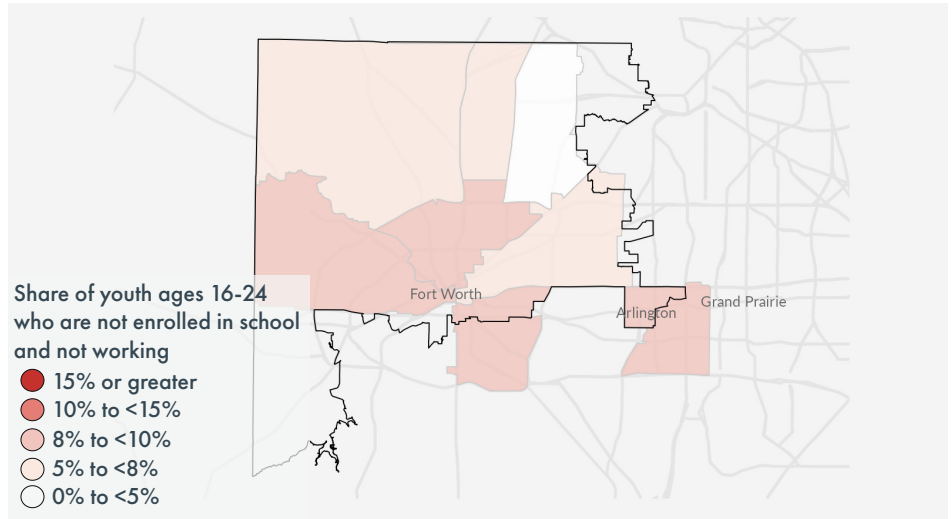 Fort Worth
Arlington
Grand Prairie
Share of youth ages 16-24
who are not enrolled in school
and not working
15% or greater
10% to <15%
8% to <10%
5% to <8%
0% to <5%